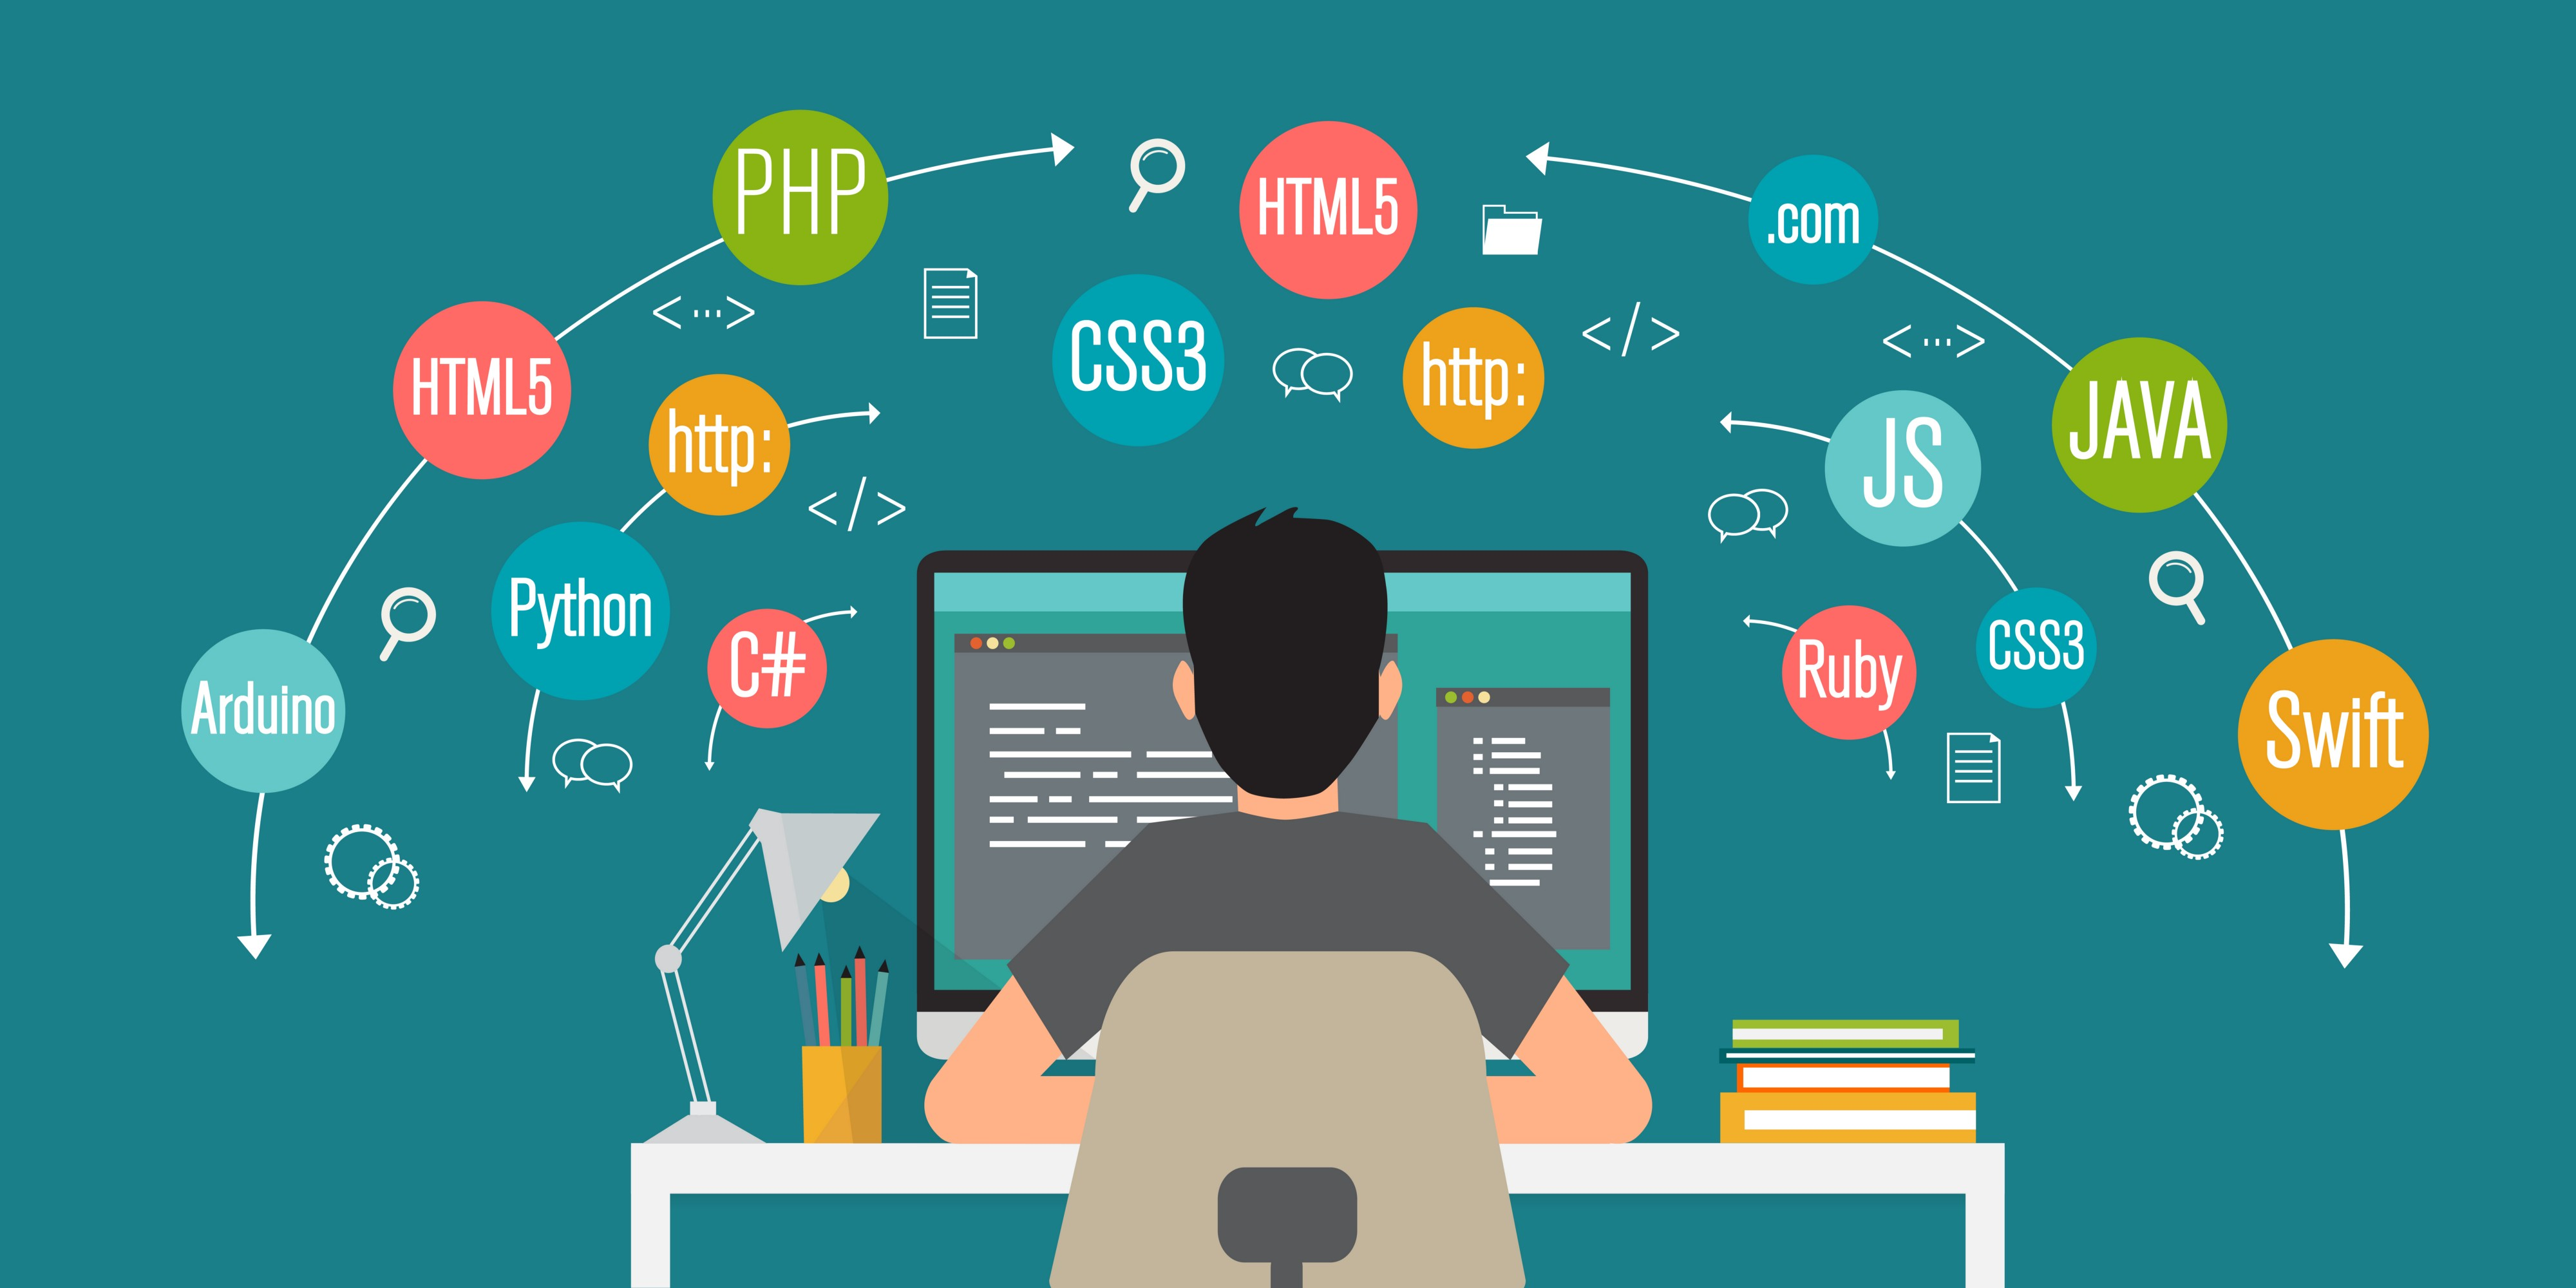 PHP
HTML5
.com
HTML5
CSS3
http:
JAVA
http:
JS
Python
C#
Ruby
CSS3
Arduino
Swift
<...>
</>
</>
<...>